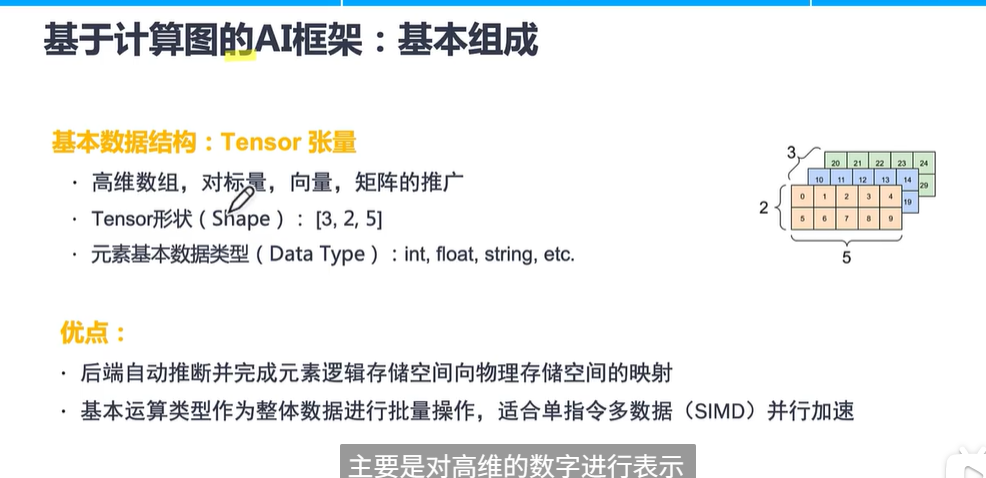 基于计算图的AI框架：基本组成
基本数据结构：Tensor 张量
· 高维数组，对标量，向量，矩阵的推广
· Tensor形状（Shape）： [3, 2, 5]
· 元素基本数据类型（Data Type）：int, float, string, etc.
3
20 21 22 23 24
10 11 12 13 14
29
2
0 1 2 3 4
19
5 6 7 8 9
5
优点：
· 后端自动推断并完成元素逻辑存储空间向物理存储空间的映射
· 基本运算类型作为整体数据进行批量操作，适合单指令多数据（SIMD）并行加速
主要是对高维的数字进行表示